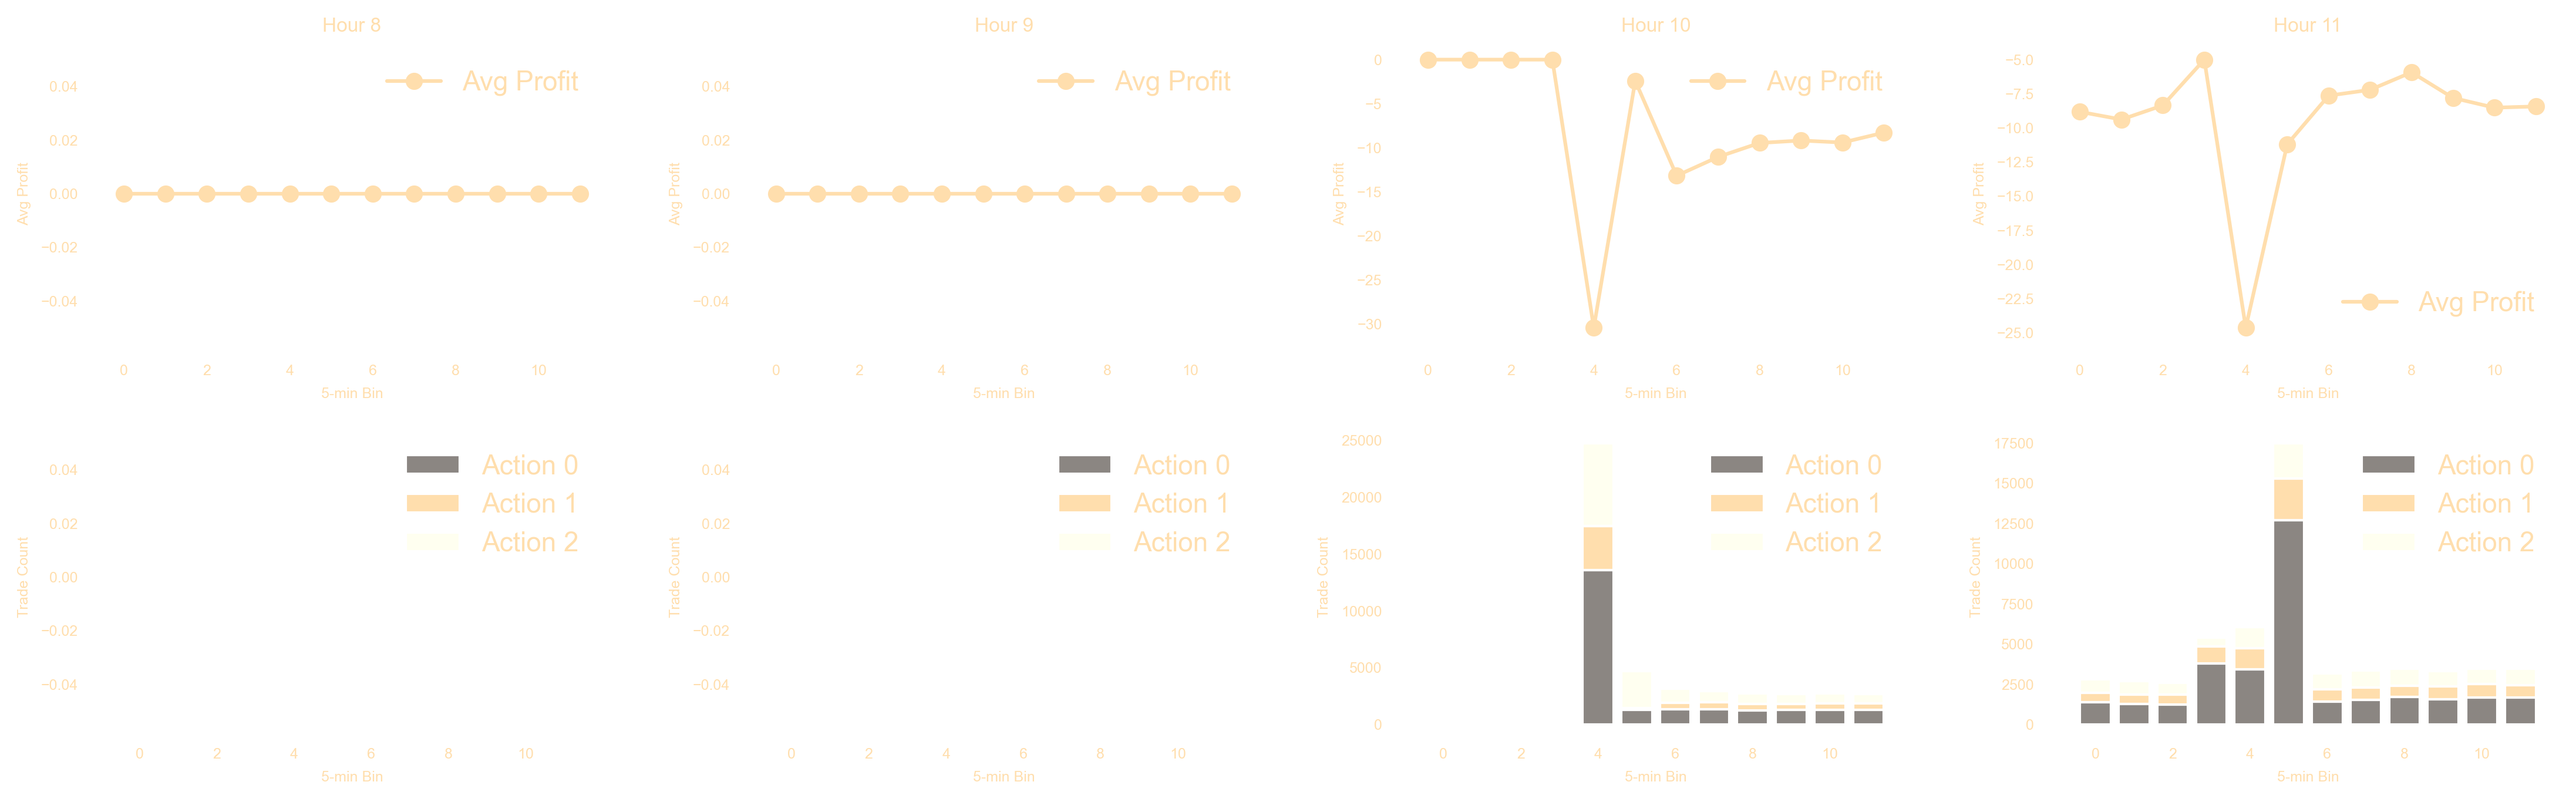 Hour 8
Avg Profit
0.04
0.02
0.00
−0.02
−0.04
Avg Profit
0 2 4 6 8 10
5-min Bin
Hour 9
Avg Profit
0.04
0.02
0.00
−0.02
−0.04
Avg Profit
0 2 4 6 8 10
5-min Bin
Hour 10
Avg Profit
0
−5
−10
−15
−20
−25
−30
Avg Profit
0 2 4 6 8 10
5-min Bin
Hour 11
Avg Profit
−5.0
−7.5
−10.0
−12.5
−15.0
−17.5
−20.0
−22.5
−25.0
Avg Profit
0 2 4 6 8 10
5-min Bin
Trade Count
0.04
0.02
0.00
−0.02
−0.04
Action 0
Action 1
Action 2
0 2 4 6 8 10
5-min Bin
Trade Count
0.04
0.02
0.00
−0.02
−0.04
Action 0
Action 1
Action 2
0 2 4 6 8 10
5-min Bin
Trade Count
25000
20000
15000
10000
5000
0
Action 0
Action 1
Action 2
0 2 4 6 8 10
5-min Bin
Trade Count
17500
15000
12500
10000
7500
5000
2500
0
Action 0
Action 1
Action 2
0 2 4 6 8 10
5-min Bin